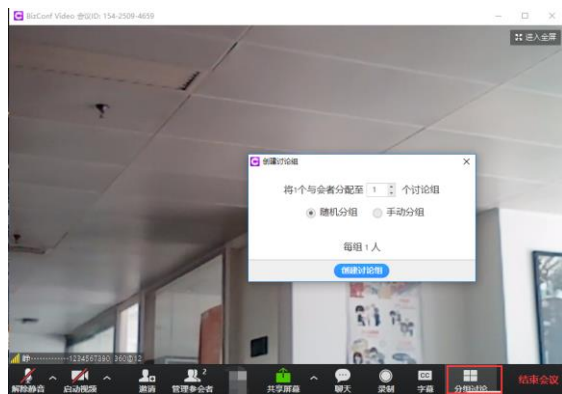 BizConf Video 会议ID: 154-2509-4659
进入全屏
创建讨论组
将1个与会者分配至 1 个讨论组
随机分组 手动分组
每组 1 人
创建讨论组
解除静音 启动视频 邀请 管理参会者 2 共享屏幕 聊天 录制 CC 字幕 分组讨论 结束会议